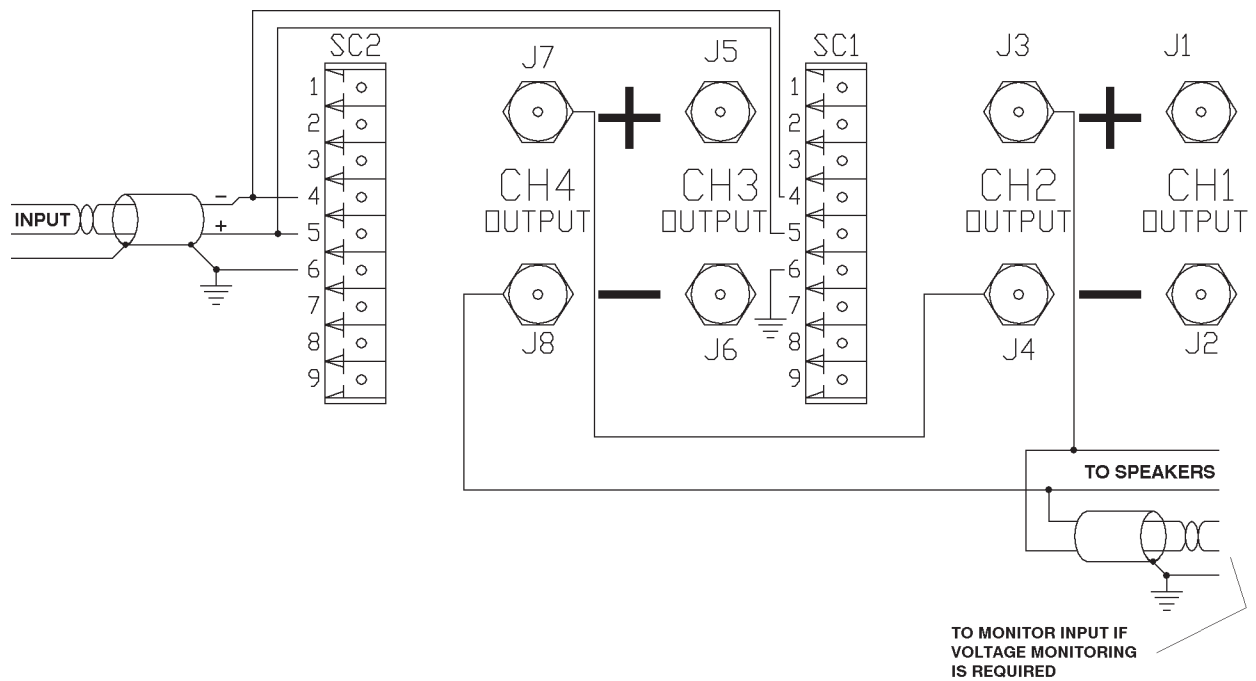 SC2
J7
J5
SC1
J3
J1
1
2
3
4
5
6
7
8
9
1
2
3
4
5
6
7
8
9
+
+
CH4
OUTPUT
CH3
OUTPUT
CH2
OUTPUT
CH1
OUTPUT
INPUT
−
+
−
−
J8
J6
J4
J2
TO SPEAKERS
TO MONITOR INPUT IF
VOLTAGE MONITORING
IS REQUIRED